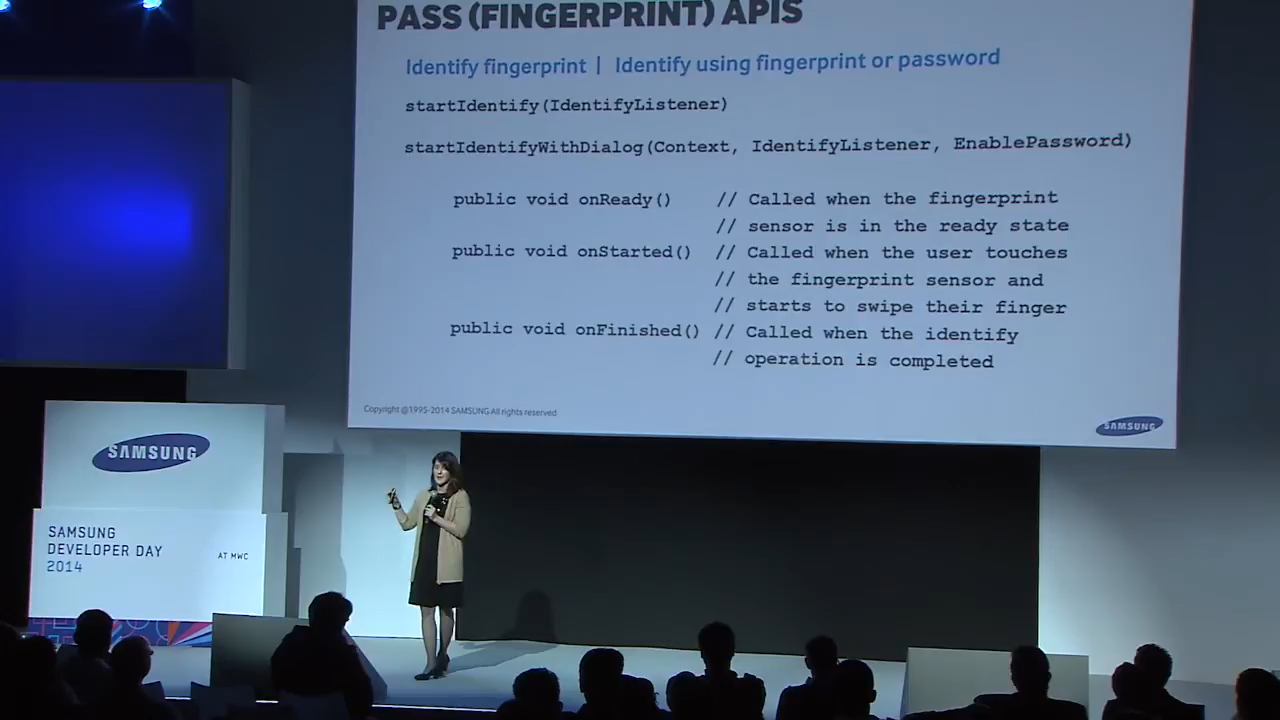 PASS (FINGERPRINT) APIS
Identify fingerprint | Identify using fingerprint or password
startIdentify(IdentifyListener)
startIdentifyWithDialog(Context, IdentifyListener, EnablePassword)
public void onReady() // Called when the fingerprint
// sensor is in the ready state
public void onStarted() // Called when the user touches
// the fingerprint sensor and
// starts to swipe their finger
public void onFinished() // Called when the identify
// operation is completed
Copyright @1995-2014 SAMSUNG All rights reserved
SAMSUNG
SAMSUNG
SAMSUNG
DEVELOPER DAY
2014
AT MWC